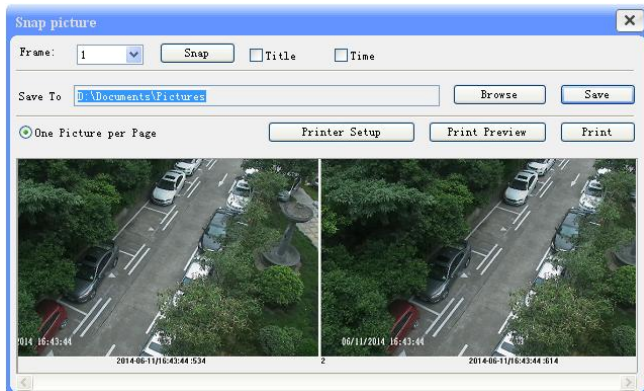 Snap picture
Frame: 1 Snap Title Time
Save To D:\Documents\Pictures Browse Save
One Picture per Page Printer Setup Print Preview Print
2014 16:43:44 06/11/2014 16:43:44
2014-06-11/16:43:44 :534 2 2014-06-11/16:43:44 :614